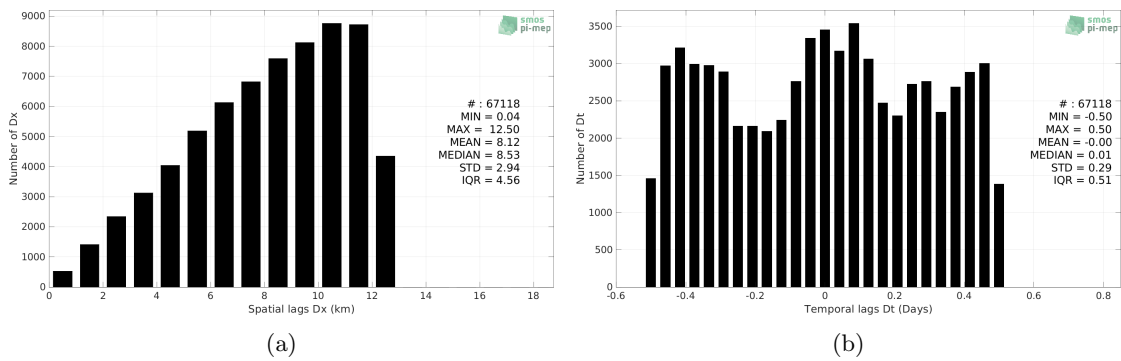 9000
8000
7000
6000
5000
4000
3000
2000
1000
0
Number of Dx
smos
pi-mep
# : 67118
MIN = 0.04
MAX = 12.50
MEAN = 8.12
MEDIAN = 8.53
STD = 2.94
IQR = 4.56
0 2 4 6 8 10 12 14 16 18
Spatial lags Dx (km)
(a)
3500
3000
2500
2000
1500
1000
500
0
Number of Dt
smos
pi-mep
# : 67118
MIN = -0.50
MAX = 0.50
MEAN = -0.00
MEDIAN = 0.01
STD = 0.29
IQR = 0.51
-0.6 -0.4 -0.2 0 0.2 0.4 0.6 0.8
Temporal lags Dt (Days)
(b)